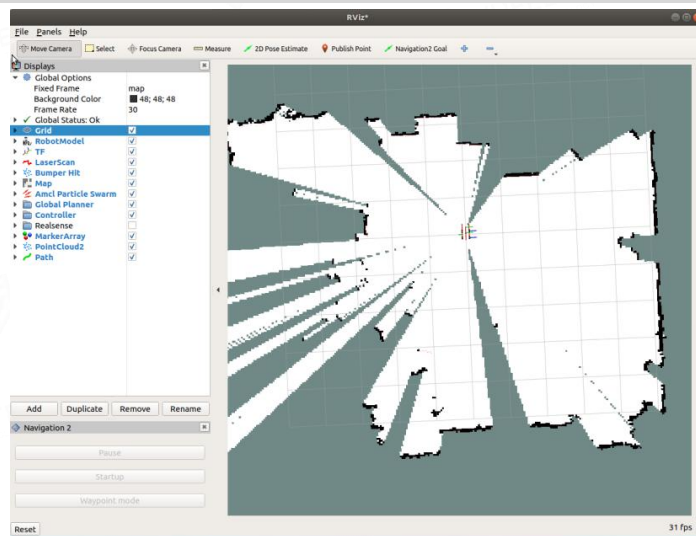 RViz*
File Panels Help
Move Camera Select Focus Camera Measure 2D Pose Estimate Publish Point Navigation2 Goal
Displays
Global Options
Fixed Frame map
Background Color 48; 48; 48
Frame Rate 30
Global Status: Ok
Grid
RobotModel
TF
LaserScan
Bumper Hit
Map
Amcl Particle Swarm
Global Planner
Controller
Realsense
MarkerArray
PointCloud2
Path
Add Duplicate Remove Rename
Navigation 2
Pause
Startup
Waypoint mode
Reset 31 fps